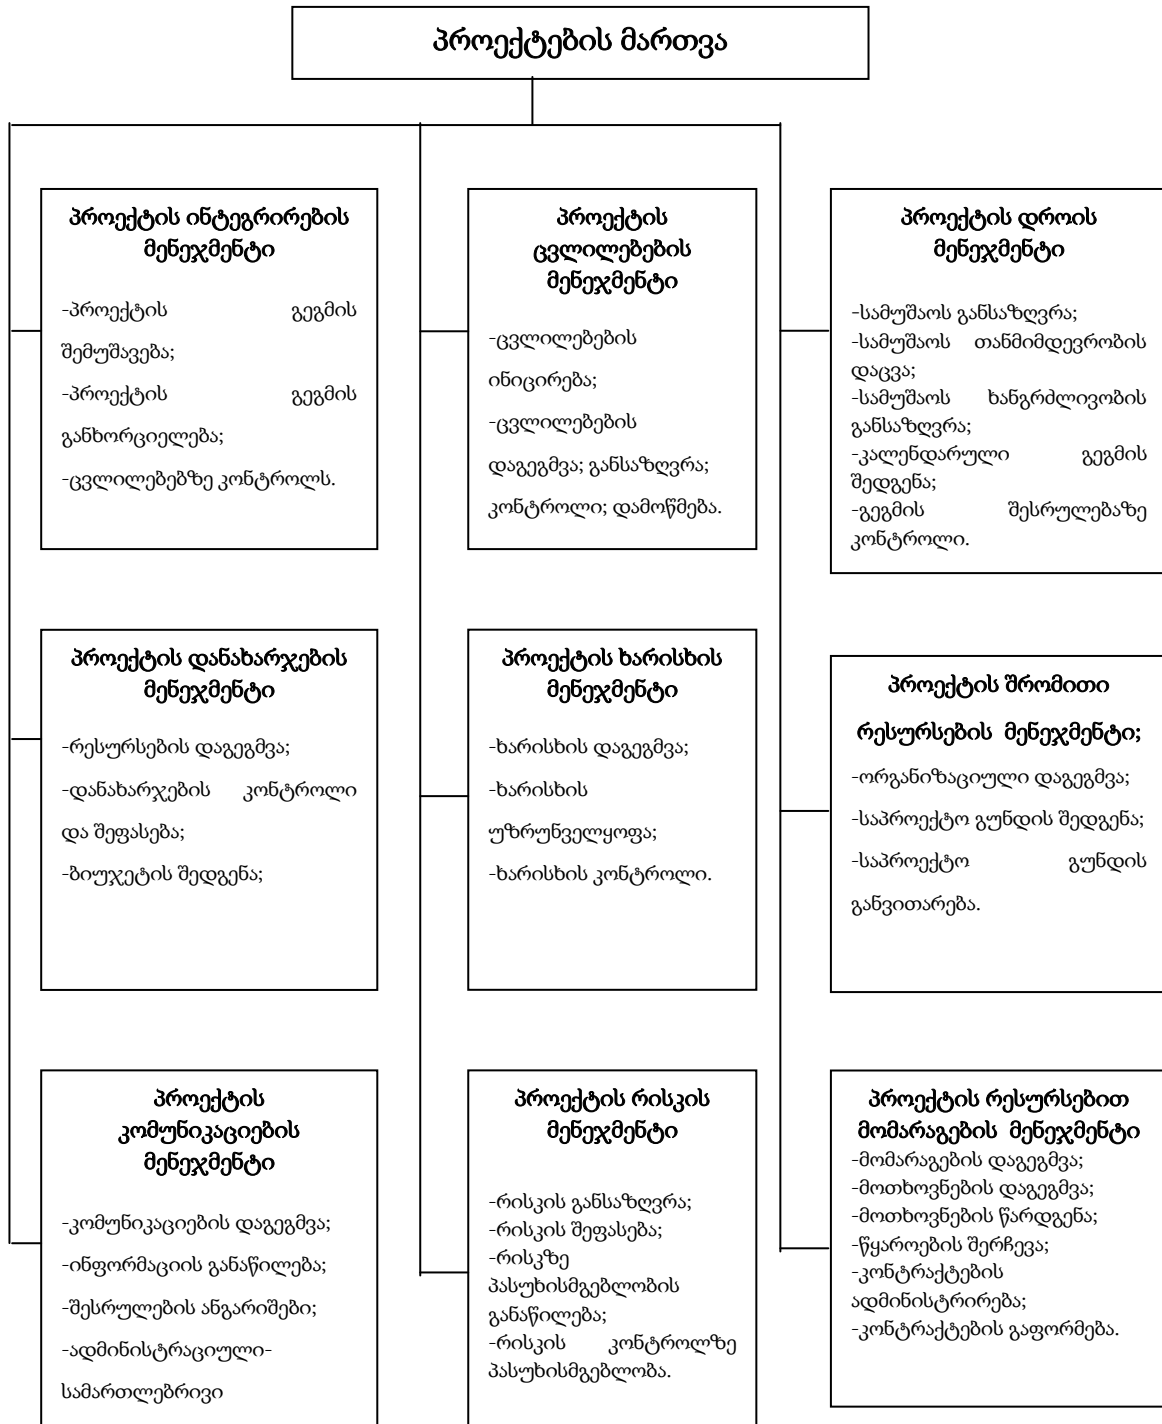 პროექტების მართვა
პროექტის ინტეგრირების
მენეჯმენტი
-პროექტის გეგმის
შემუშავება;
-პროექტის გეგმის
განხორციელება;
-ცვლილებებზე კონტროლს.
პროექტის
ცვლილებების
მენეჯმენტი
-ცვლილებების
ინიცირება;
-ცვლილებების
დაგეგმვა; განსაზღვრა;
კონტროლი; დამოწმება.
პროექტის დროის
მენეჯმენტი
-სამუშაოს განსაზღვრა;
-სამუშაოს თანმიმდევრობის
დაცვა;
-სამუშაოს ხანგრძლივობის
განსაზღვრა;
-კალენდარული გეგმის
შედგენა;
-გეგმის შესრულებაზე
კონტროლი.
პროექტის დანახარჯების
მენეჯმენტი
-რესურსების დაგეგმვა;
-დანახარჯების კონტროლი
და შეფასება;
-ბიუჯეტის შედგენა;
პროექტის ხარისხის
მენეჯმენტი
-ხარისხის დაგეგმვა;
-ხარისხის
უზრუნველყოფა;
-ხარისხის კონტროლი.
პროექტის შრომითი
რესურსების მენეჯმენტი;
-ორგანიზაციული დაგეგმვა;
-საპროექტო გუნდის შედგენა;
-საპროექტო გუნდის
განვითარება.
პროექტის
კომუნიკაციების
მენეჯმენტი
-კომუნიკაციების დაგეგმვა;
-ინფორმაციის განაწილება;
-შესრულების ანგარიშები;
-ადმინისტრაციულ-
სამართლებრივი
პროექტის რისკის
მენეჯმენტი
-რისკის განსაზღვრა;
-რისკის შეფასება;
-რისკზე
პასუხისმგებლობის
განაწილება;
-რისკის კონტროლზე
პასუხისმგებლობა.
პროექტის რესურსებით
მომარაგების მენეჯმენტი
-მომარაგების დაგეგმვა;
-მოთხოვნების დაგეგმვა;
-მოთხოვნების წარდგენა;
-წყაროების შერჩევა;
-კონტრაქტების
ადმინისტრირება;
-კონტრაქტების გაფორმება.